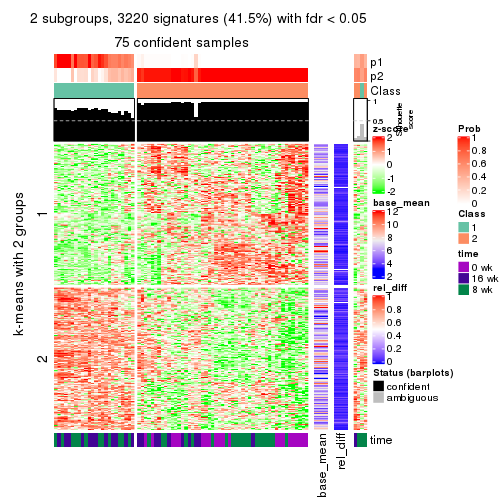 2 subgroups, 3220 signatures (41.5%) with fdr < 0.05
75 confident samples
p1
p2
Class
1
0.5
0
Silhouette
score
k-means with 2 groups
1
2
z-score
2
1
0
-1
-2
base_mean
12
10
8
6
4
2
rel_diff
1
0.8
0.6
0.4
0.2
0
Status (barplots)
confident
ambiguous
Prob
1
0.8
0.6
0.4
0.2
0
Class
1
2
time
0 wk
16 wk
8 wk
time
base_mean
rel_diff